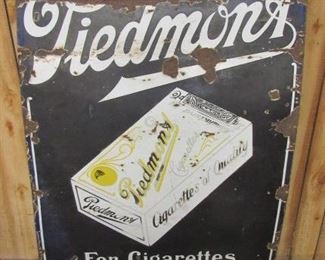 Piedmont
Piedmont
Cigarettes of Quality
Piedmont
For Cigarettes